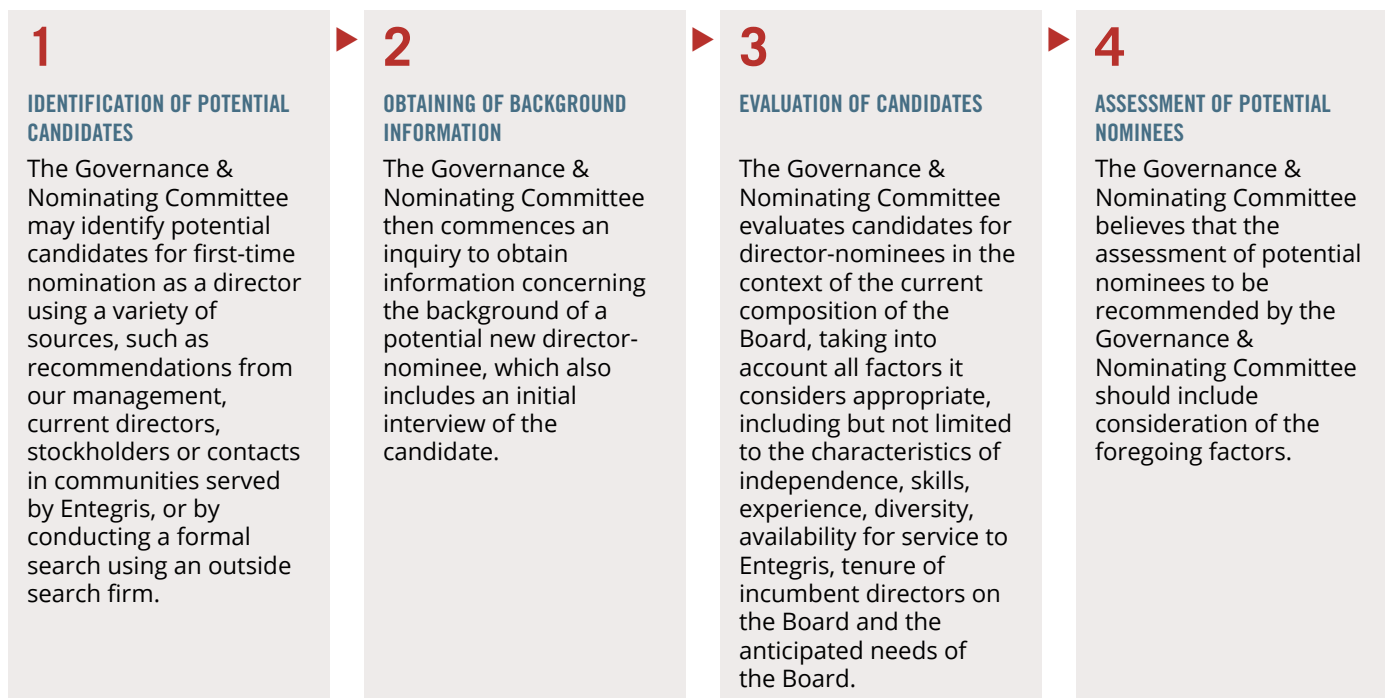 1
IDENTIFICATION OF POTENTIAL
CANDIDATES
The Governance &
Nominating Committee
may identify potential
candidates for first-time
nomination as a director
using a variety of
sources, such as
recommendations from
our management,
current directors,
stockholders or contacts
in communities served
by Entegris, or by
conducting a formal
search using an outside
search firm.
2
OBTAINING OF BACKGROUND
INFORMATION
The Governance &
Nominating Committee
then commences an
inquiry to obtain
information concerning
the background of a
potential new director-
nominee, which also
includes an initial
interview of the
candidate.
3
EVALUATION OF CANDIDATES
The Governance &
Nominating Committee
evaluates candidates for
director-nominees in the
context of the current
composition of the
Board, taking into
account all factors it
considers appropriate,
including but not limited
to the characteristics of
independence, skills,
experience, diversity,
availability for service to
Entegris, tenure of
incumbent directors on
the Board and the
anticipated needs of
the Board.
4
ASSESSMENT OF POTENTIAL
NOMINEES
The Governance &
Nominating Committee
believes that the
assessment of potential
nominees to be
recommended by the
Governance &
Nominating Committee
should include
consideration of the
foregoing factors.